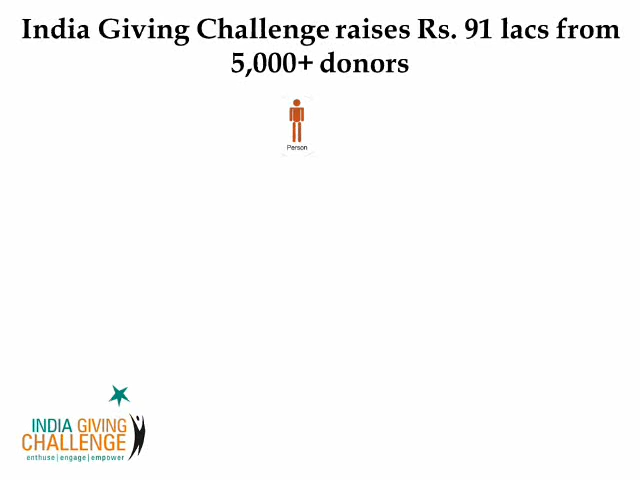 India Giving Challenge raises Rs. 91 lacs from
5,000+ donors
Person
INDIA GIVING
CHALLENGE
enthuse|engage|empower